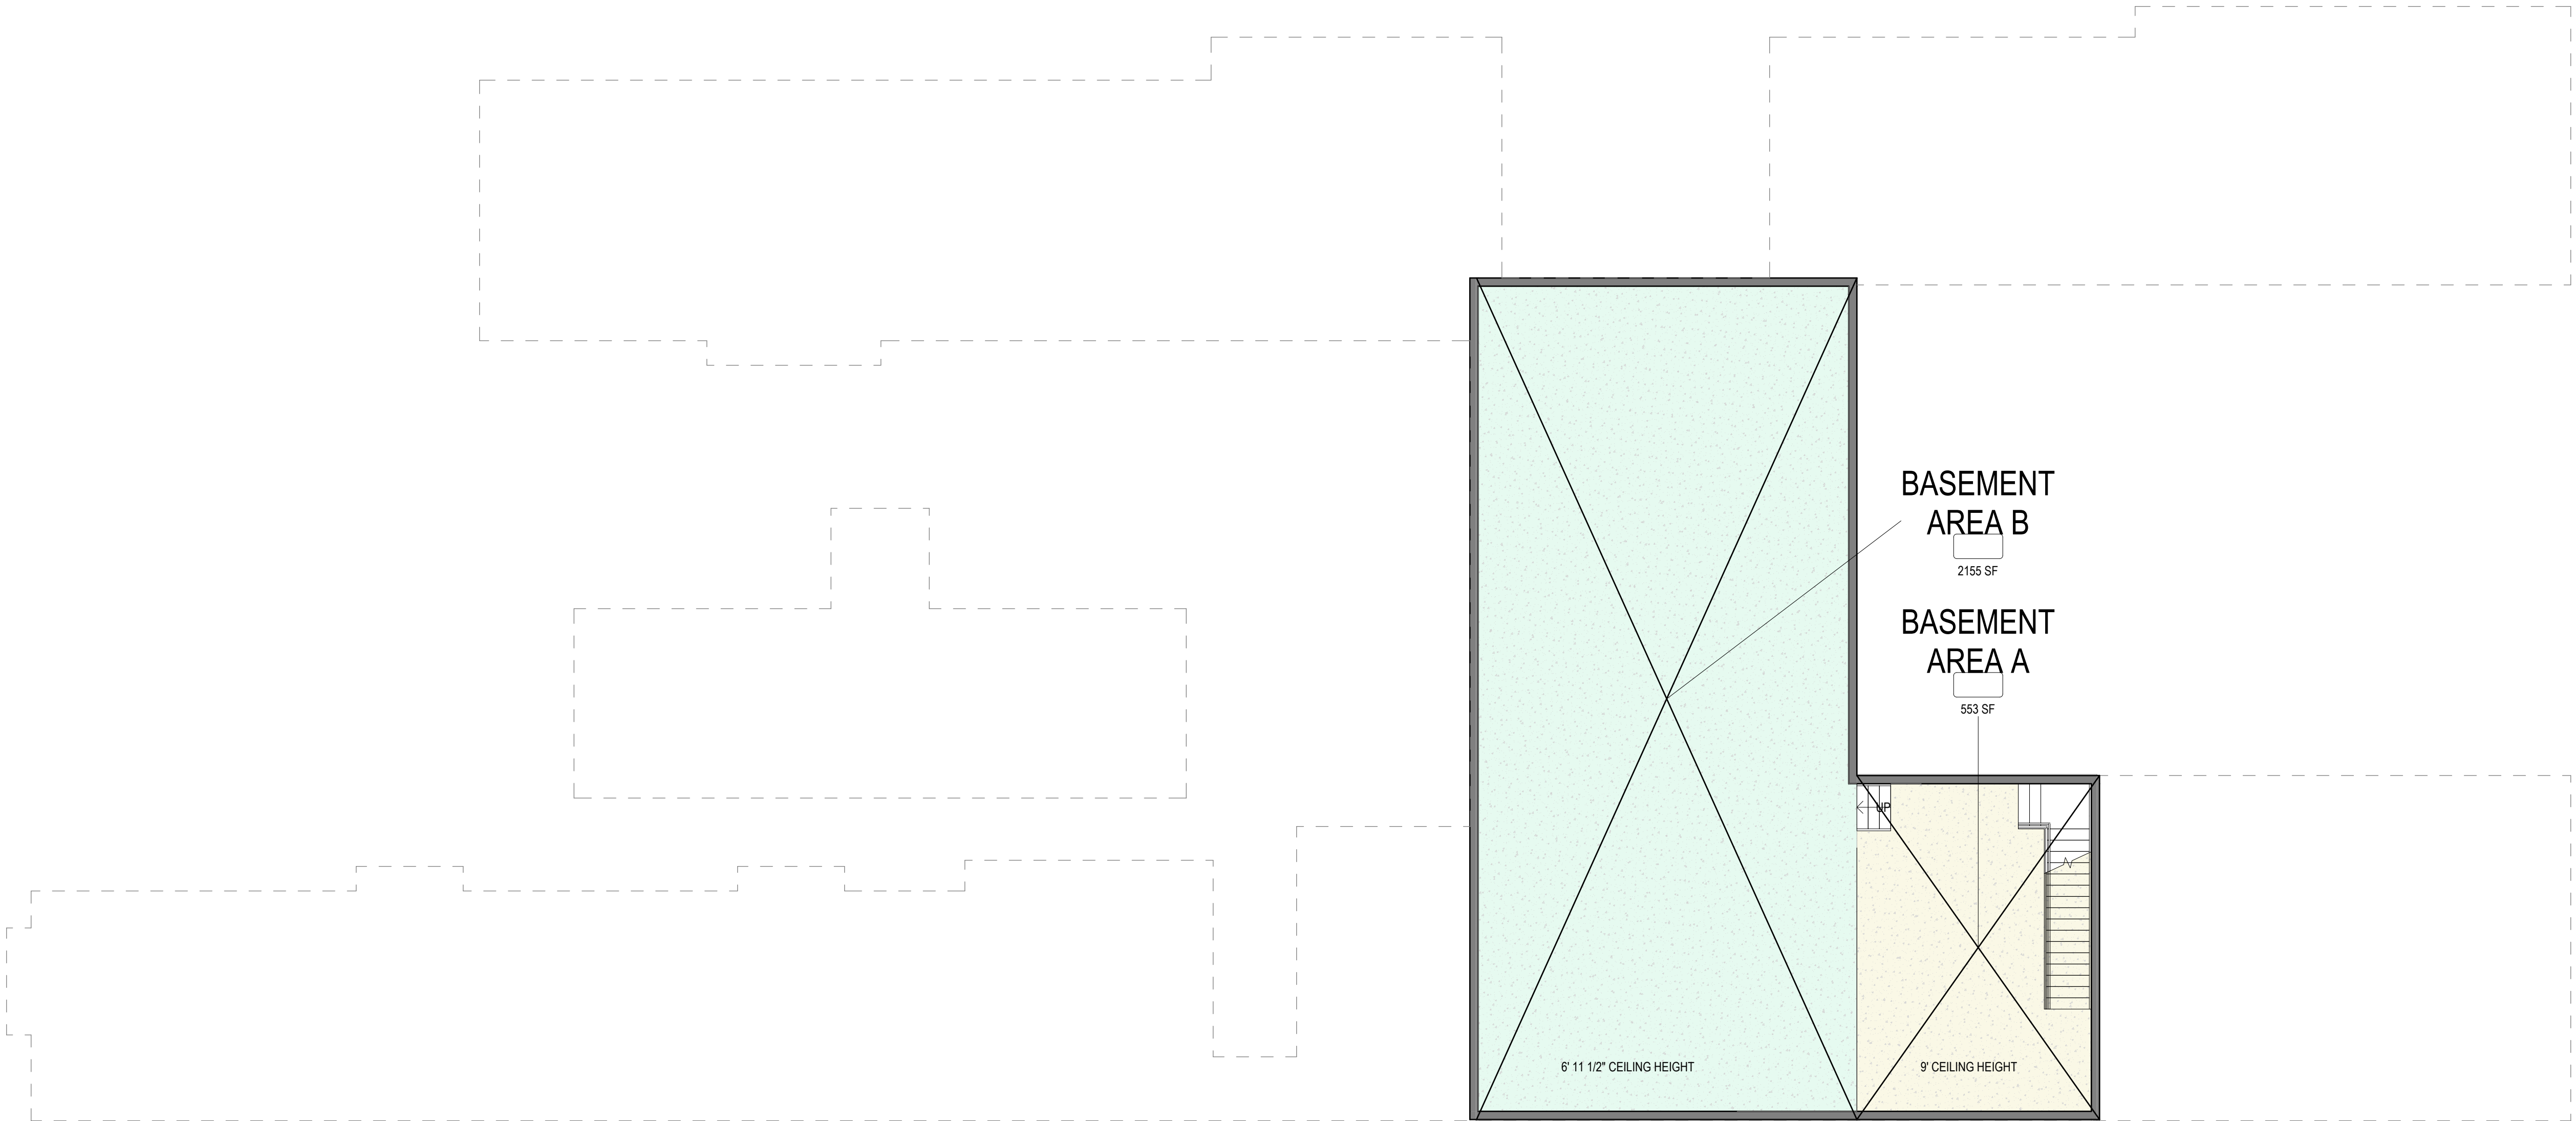 BASEMENT
AREA B
2155 SF
BASEMENT
AREA A
553 SF
UP
6' 11 1/2" CEILING HEIGHT
9' CEILING HEIGHT